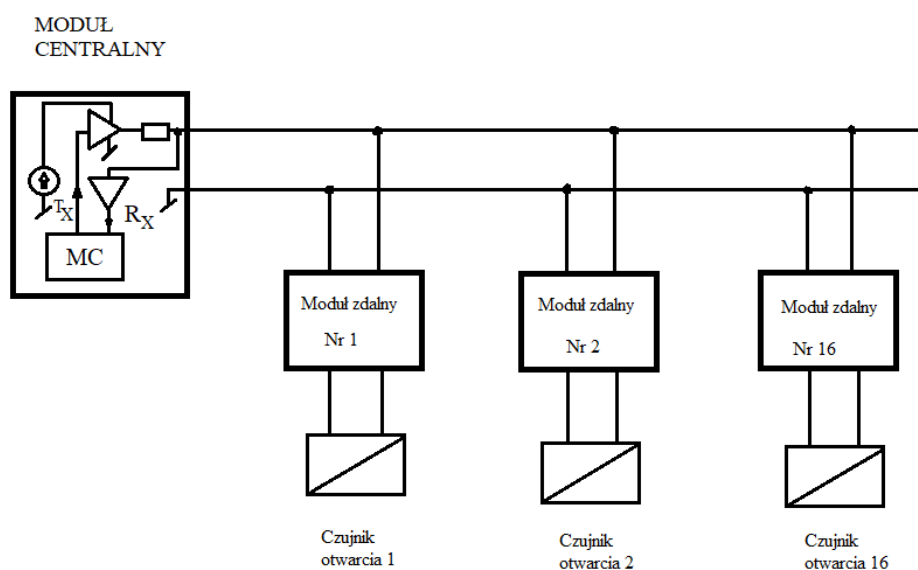 MODUŁ
CENTRALNY
TX
RX
MC
Moduł zdalny
Nr 1
Moduł zdalny
Nr 2
Moduł zdalny
Nr 16
Czujnik
otwarcia 1
Czujnik
otwarcia 2
Czujnik
otwarcia 16